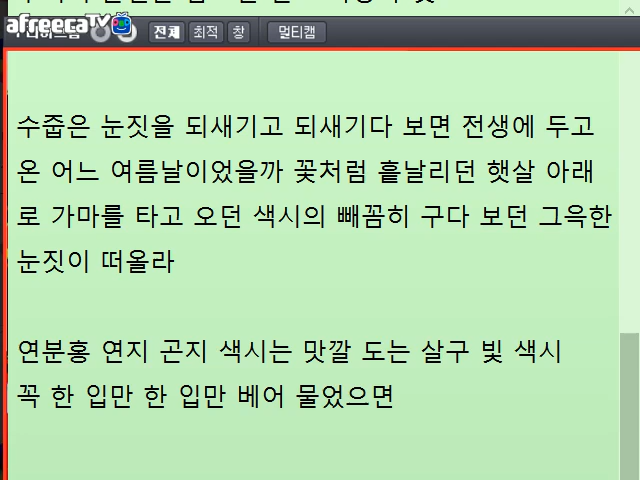 afreecaTV
전체 최적 창 멀티캠
수줍은 눈짓을 되새기고 되새기다 보면 전생에 두고
온 어느 여름날이었을까 꽃처럼 흩날리던 햇살 아래
로 가마를 타고 오던 색시의 빼꼼히 구다 보던 그윽한
눈짓이 떠올라
연분홍 연지 곤지 색시는 맛깔 도는 살구 빛 색시
꼭 한 입만 한 입만 베어 물었으면